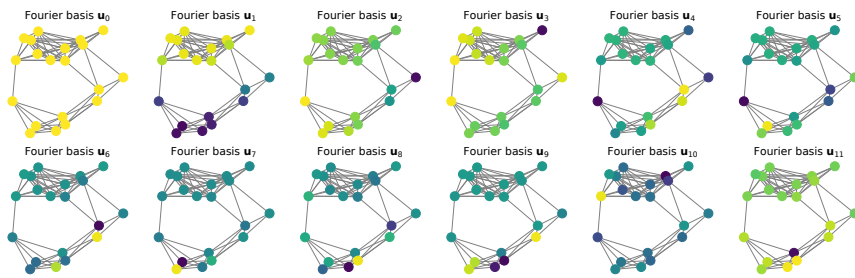 Fourier basis u₀
Fourier basis u₁
Fourier basis u₂
Fourier basis u₃
Fourier basis u₄
Fourier basis u₅
Fourier basis u₆
Fourier basis u₇
Fourier basis u₈
Fourier basis u₉
Fourier basis u₁₀
Fourier basis u₁₁